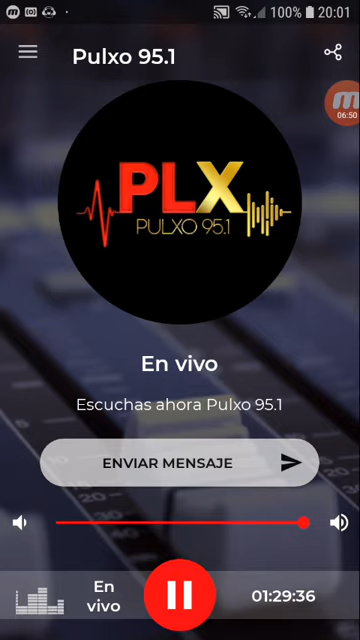 100% 20:01
Pulxo 95.1
06:50
PLX
PULXO 95.1
En vivo
Escuchas ahora Pulxo 95.1
ENVIAR MENSAJE
En
vivo
01:29:36